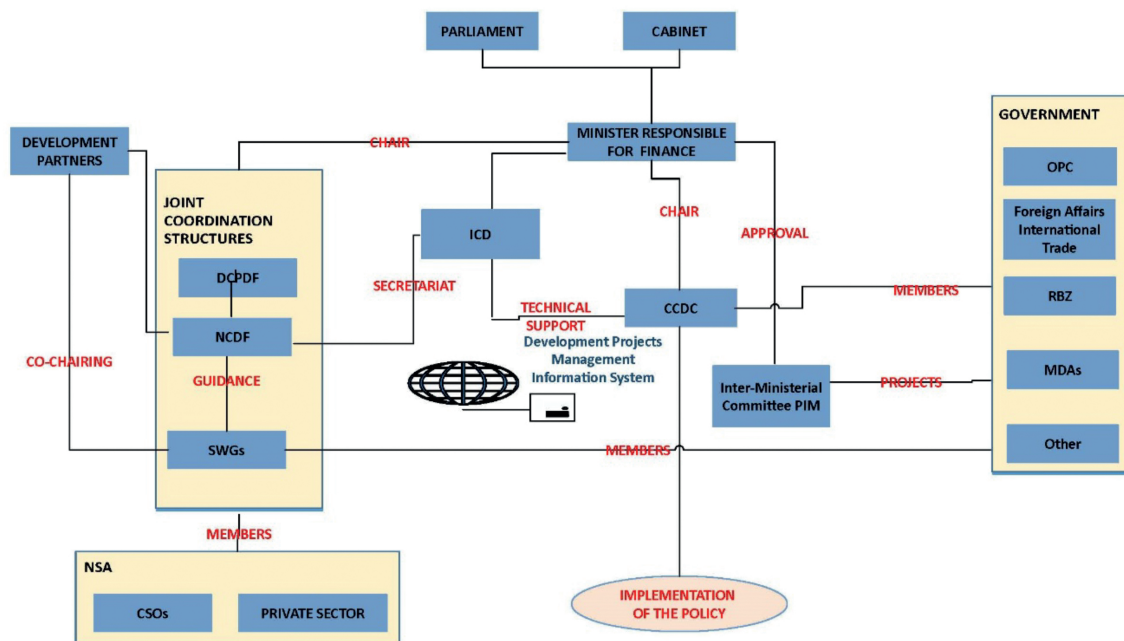 PARLIAMENT
CABINET
GOVERNMENT
DEVELOPMENT
PARTNERS
CHAIR
MINISTER RESPONSIBLE
FOR FINANCE
OPC
JOINT
COORDINATION
STRUCTURES
CHAIR
ICD
APPROVAL
Foreign Affairs
International
Trade
DCPDF
SECRETARIAT
TECHNICAL
SUPPORT
CCDC
MEMBERS
RBZ
NCDF
Development Projects
Management
Information System
CO-CHAIRING
GUIDANCE
Inter-Ministerial
Committee PIM
PROJECTS
MDAs
SWGs
MEMBERS
Other
MEMBERS
NSA
CSOs
PRIVATE SECTOR
IMPLEMENTATION
OF THE POLICY